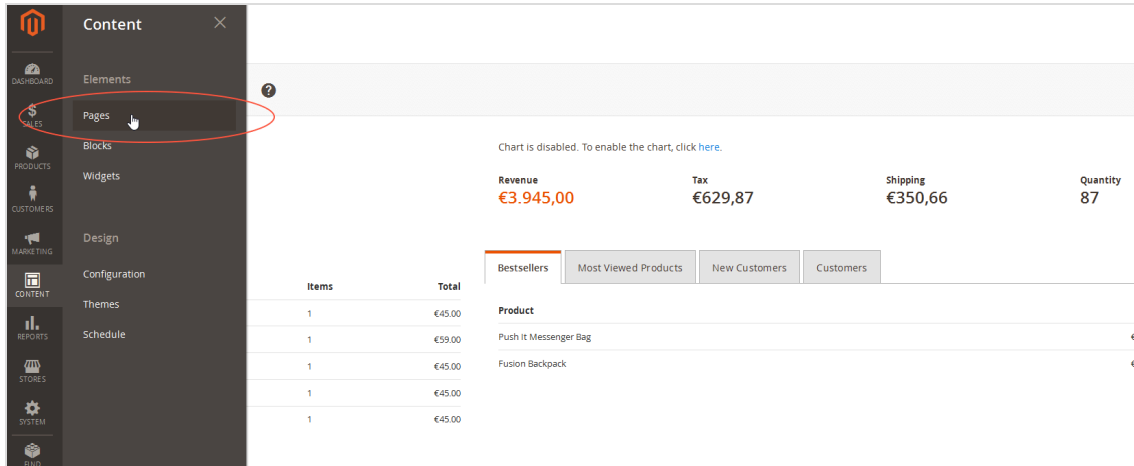 Content
DASHBOARD
SALES
PRODUCTS
CUSTOMERS
MARKETING
CONTENT
REPORTS
STORES
SYSTEM
FIND
Elements
Pages
Blocks
Widgets
Design
Configuration
Themes
Schedule
?
Chart is disabled. To enable the chart, click here.
Revenue Tax Shipping Quantity
€3.945,00 €629,87 €350,66 87
Items Total
1 €45.00
1 €59.00
1 €45.00
1 €45.00
1 €45.00
Bestsellers Most Viewed Products New Customers Customers
Product
Push It Messenger Bag
Fusion Backpack